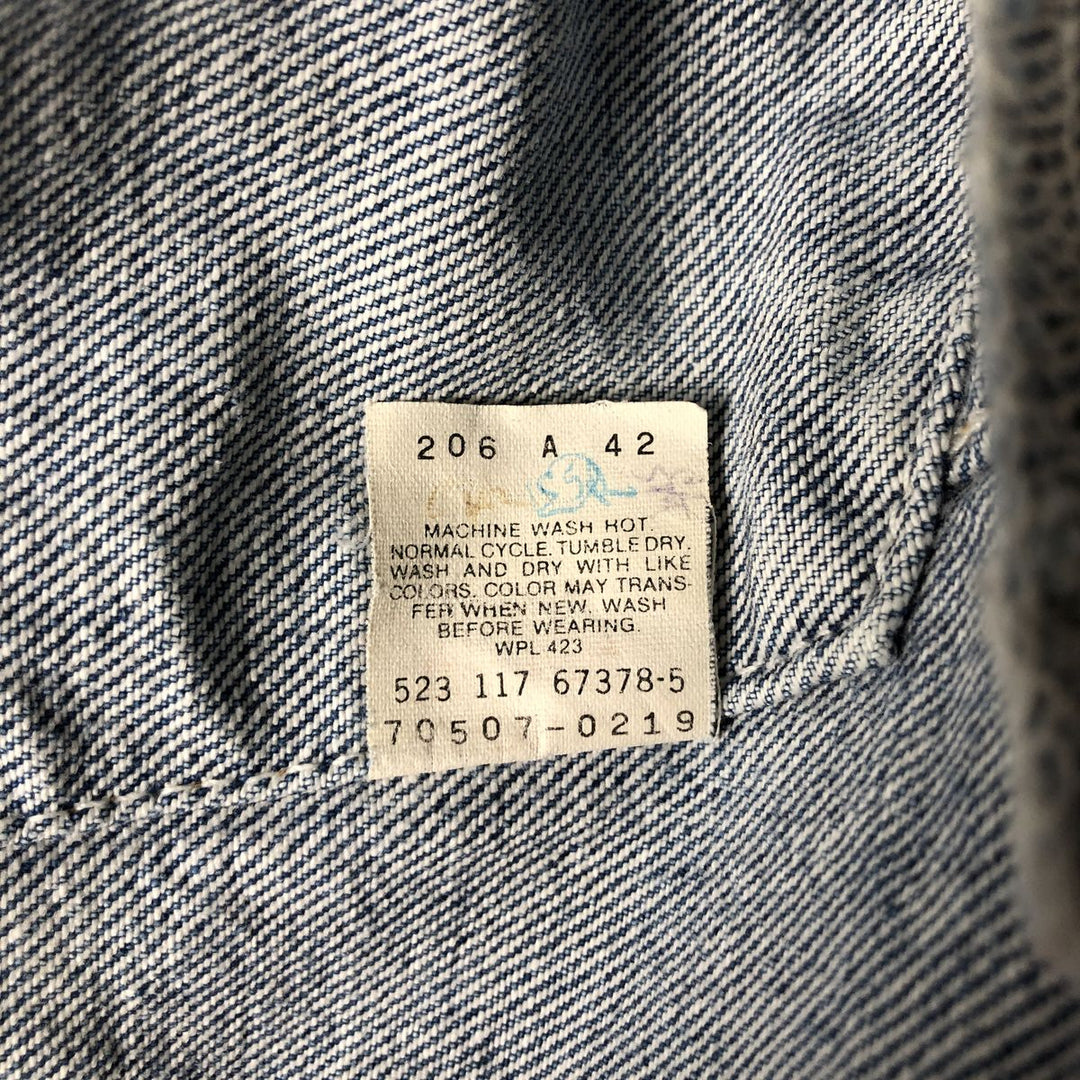 206 A 42
MACHINE WASH HOT.
NORMAL CYCLE. TUMBLE DRY.
WASH AND DRY WITH LIKE
COLORS. COLOR MAY TRANS-
FER WHEN NEW. WASH
BEFORE WEARING.
WPL 423
523 117 67378-5
70507-0219